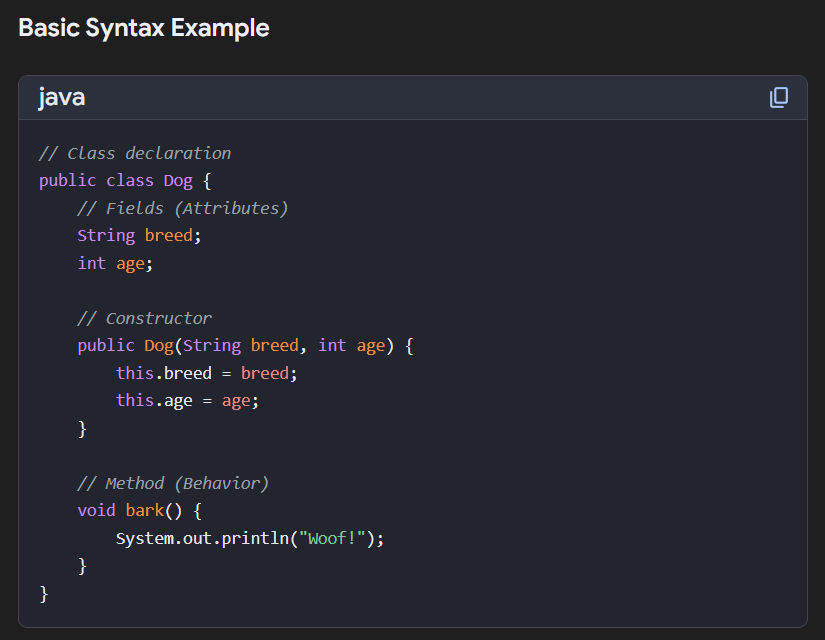 Basic Syntax Example
java
// Class declaration
public class Dog {
    // Fields (Attributes)
    String breed;
    int age;

    // Constructor
    public Dog(String breed, int age) {
        this.breed = breed;
        this.age = age;
    }

    // Method (Behavior)
    void bark() {
        System.out.println("Woof!");
    }
}